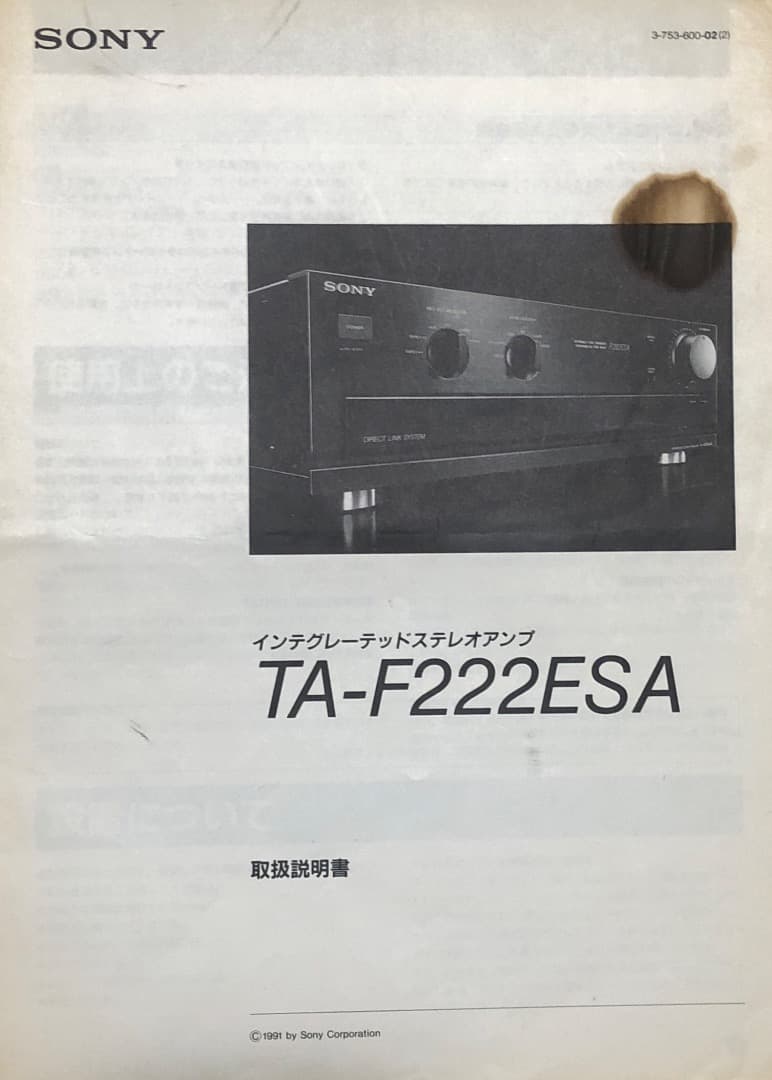 SONY
3-753-600-02(2)
SONY
DIRECT LINK SYSTEM
インテグレーテッドステレオアンプ
TA-F222ESA
取扱説明書
©1991 by Sony Corporation